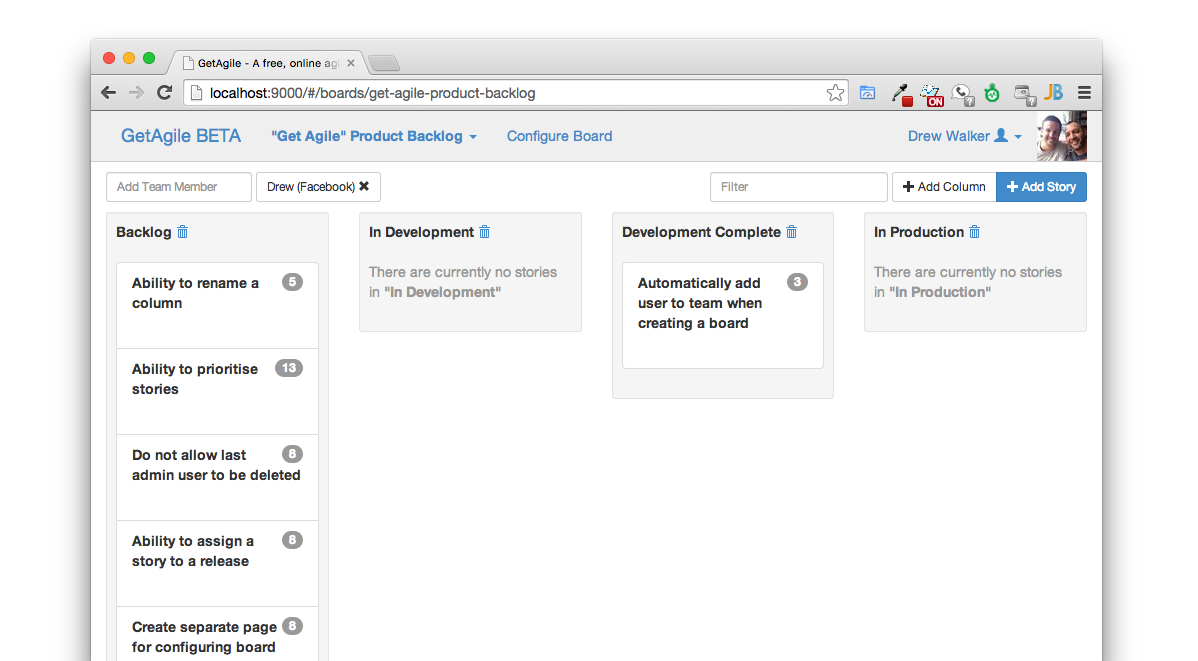 GetAgile - A free, online agi
localhost:9000/#/boards/get-agile-product-backlog
ON
?
?
JB
GetAgile BETA
"Get Agile" Product Backlog
Configure Board
Drew Walker
Add Team Member
Drew (Facebook)
Filter
Add Column
Add Story
Backlog
Ability to rename a
column
5
Ability to prioritise
stories
13
Do not allow last
admin user to be deleted
8
Ability to assign a
story to a release
8
Create separate page
for configuring board
8
In Development
There are currently no stories
in "In Development"
Development Complete
Automatically add
user to team when
creating a board
3
In Production
There are currently no stories
in "In Production"